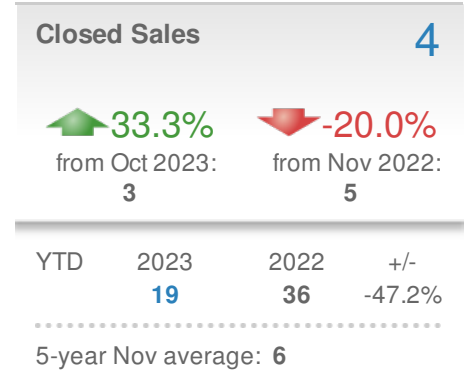 Closed Sales 4
33.3% -20.0%
from Oct 2023: from Nov 2022:
3 5
YTD 2023 2022 +/-
19 36 -47.2%
5-year Nov average: 6